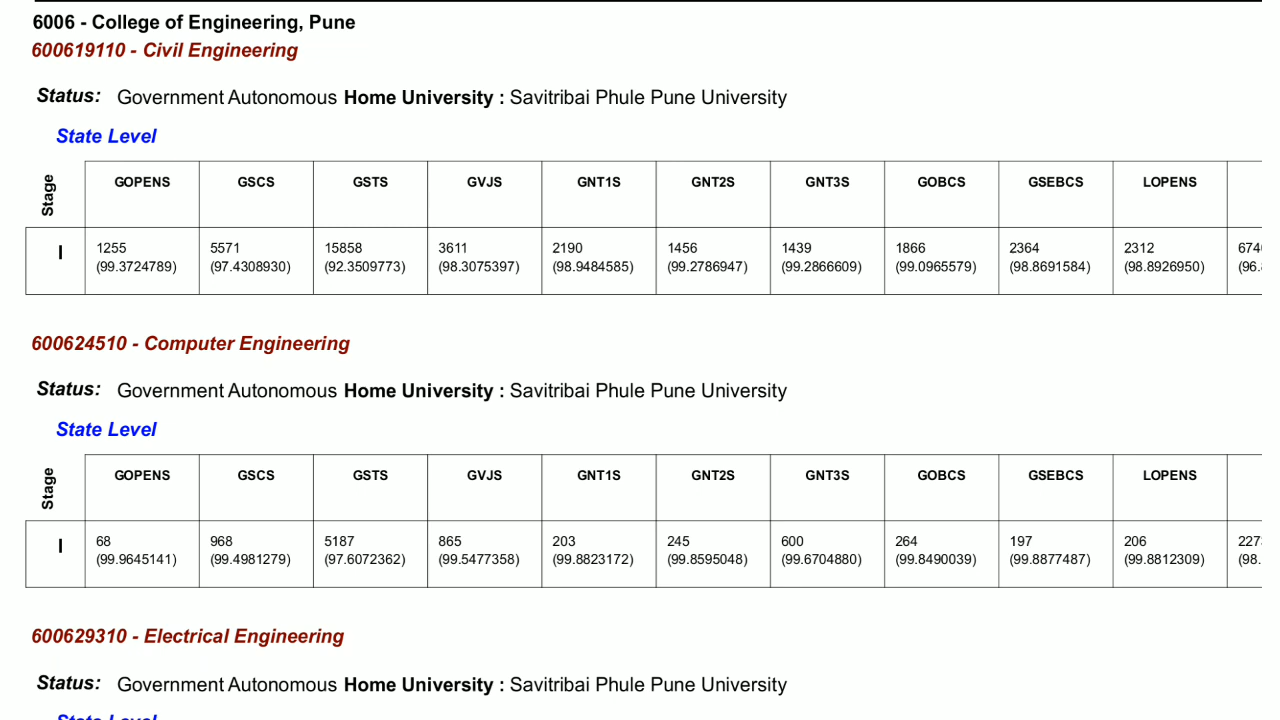 6006 - College of Engineering, Pune
600619110 - Civil Engineering
Status: Government Autonomous Home University : Savitribai Phule Pune University
State Level
Stage GOPENS GSCS GSTS GVJS GNT1S GNT2S GNT3S GOBCS GSEBCS LOPENS
I 1255 5571 15858 3611 2190 1456 1439 1866 2364 2312
(99.3724789) (97.4308930) (92.3509773) (98.3075397) (98.9484585) (99.2786947) (99.2866609) (99.0965579) (98.8691584) (98.8926950)
600624510 - Computer Engineering
Status: Government Autonomous Home University : Savitribai Phule Pune University
State Level
Stage GOPENS GSCS GSTS GVJS GNT1S GNT2S GNT3S GOBCS GSEBCS LOPENS
I 68 968 5187 865 203 245 600 264 197 206
(99.9645141) (99.4981279) (97.6072362) (99.5477358) (99.8823172) (99.8595048) (99.6704880) (99.8490039) (99.8877487) (99.8812309)
600629310 - Electrical Engineering
Status: Government Autonomous Home University : Savitribai Phule Pune University
State Level